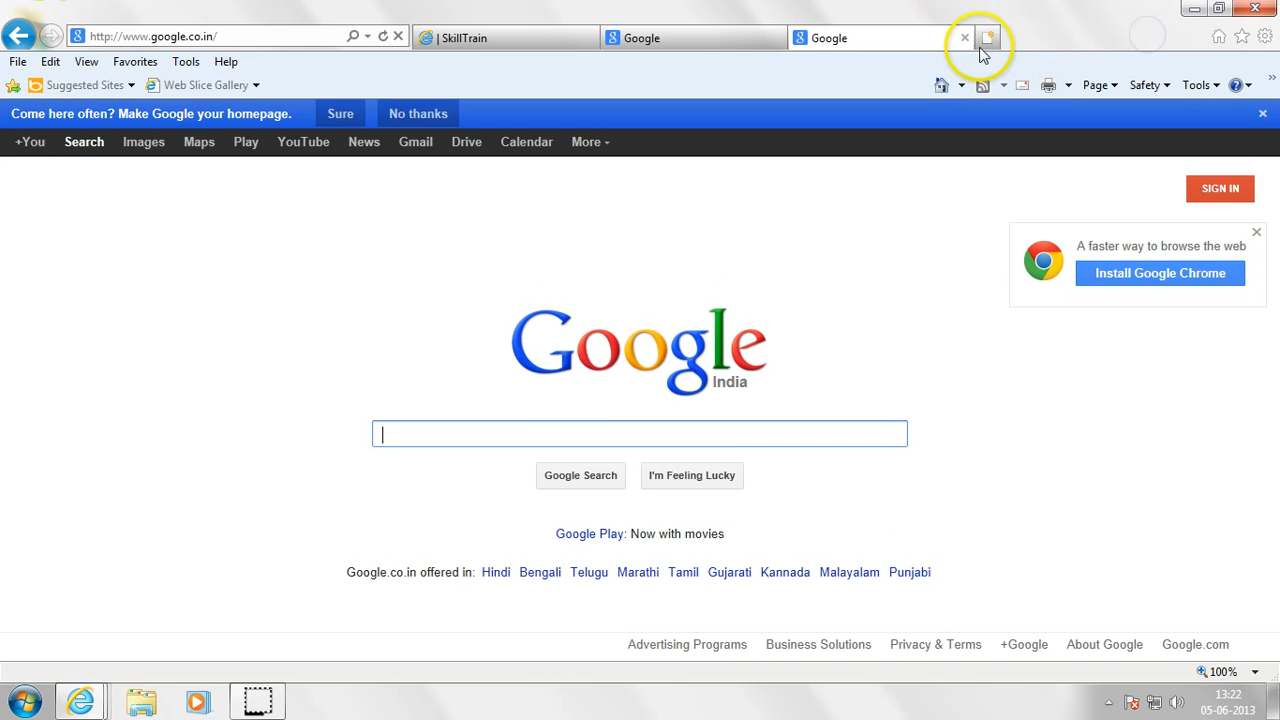 http://www.google.co.in/
| SkillTrain
Google
Google
File Edit View Favorites Tools Help
Suggested Sites Web Slice Gallery
Page Safety Tools
Come here often? Make Google your homepage. Sure No thanks
+You Search Images Maps Play YouTube News Gmail Drive Calendar More
SIGN IN
A faster way to browse the web
Install Google Chrome
Google
India
Google Search I'm Feeling Lucky
Google Play: Now with movies
Google.co.in offered in: Hindi Bengali Telugu Marathi Tamil Gujarati Kannada Malayalam Punjabi
Advertising Programs Business Solutions Privacy & Terms +Google About Google Google.com
100%
13:22
05-06-2013